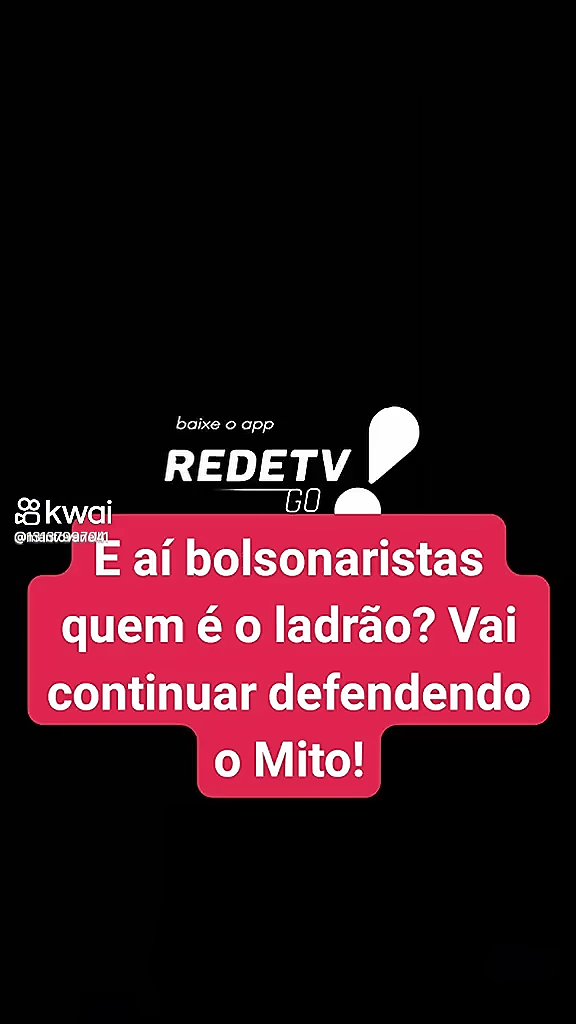 baixe o app
REDETV!
GO
kwai
E aí bolsonaristas
quem é o ladrão? Vai
continuar defendendo
o Mito!